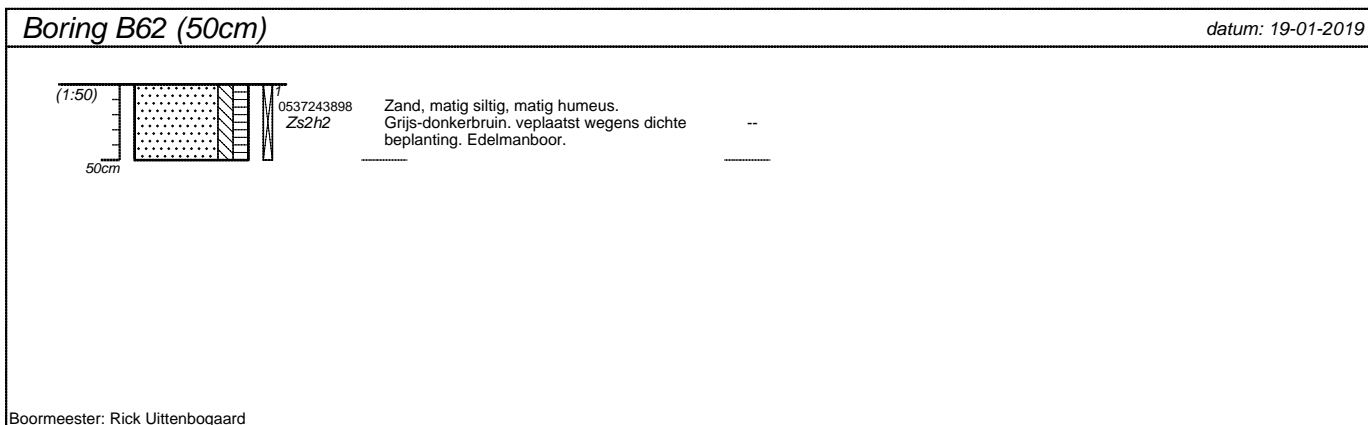 Boring B62 (50cm)
datum: 19-01-2019
(1:50)
1
0537243898
Zs2h2
Zand, matig siltig, matig humeus.
Grijs-donkerbruin. veplaatst wegens dichte
beplanting. Edelmanboor.
--
50cm
Boormeester: Rick Uittenbogaard